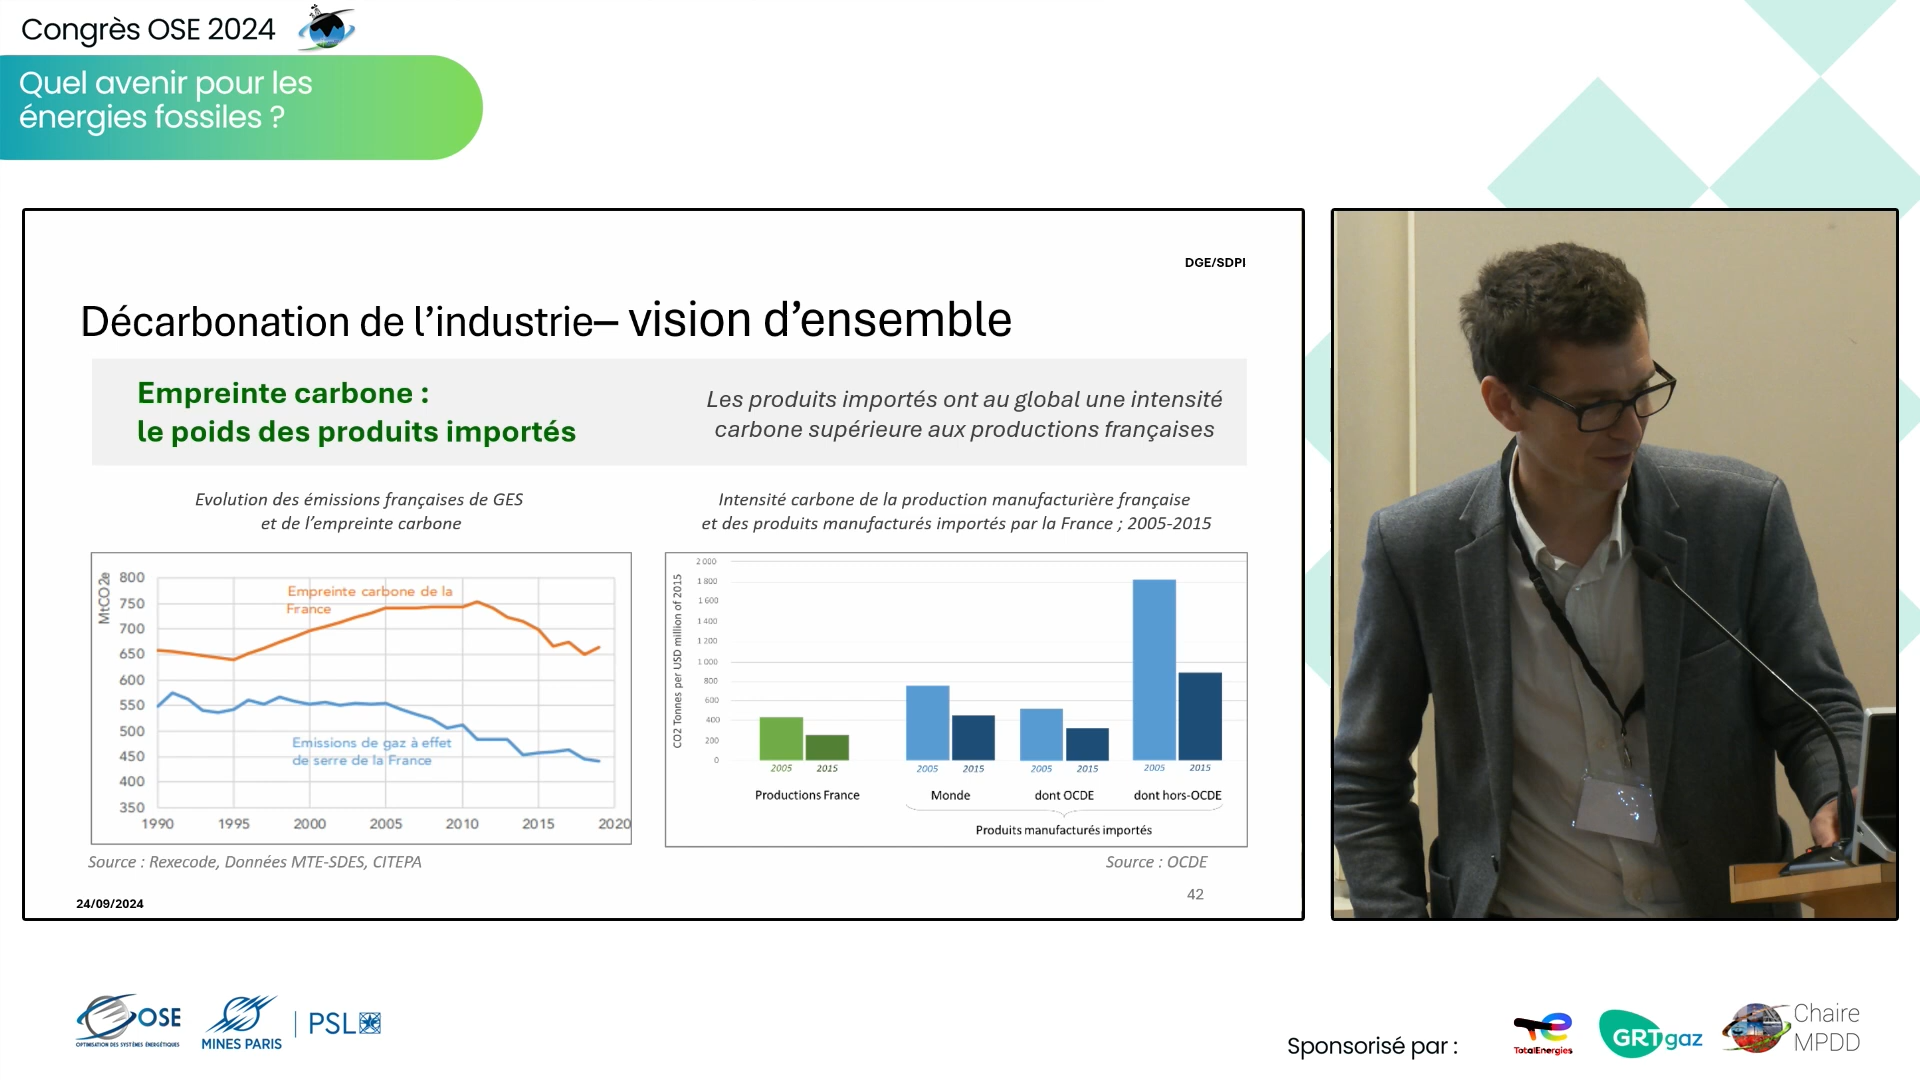 Congrès OSE 2024
Quel avenir pour les
énergies fossiles ?
DGE/SDPI
Décarbonation de l’industrie– vision d’ensemble
Empreinte carbone :
le poids des produits importés
Les produits importés ont au global une intensité
carbone supérieure aux productions françaises
Evolution des émissions françaises de GES
et de l’empreinte carbone
MtCO2e
800
750
700
650
600
550
500
450
400
350
Empreinte carbone de la
France
Emissions de gaz à effet
de serre de la France
1990 1995 2000 2005 2010 2015 2020
Source : Rexecode, Données MTE-SDES, CITEPA
Intensité carbone de la production manufacturière française
et des produits manufacturés importés par la France ; 2005-2015
CO2 Tonnes per USD million of 2015
2 000
1 800
1 600
1 400
1 200
1 000
800
600
400
200
0
2005 2015 2005 2015 2005 2015 2005 2015
Productions France Monde dont OCDE dont hors-OCDE
Produits manufacturés importés
Source : OCDE
42
24/09/2024
OSE
OPTIMISATION DES SYSTÈMES ÉNERGÉTIQUES
MINES PARIS
PSL
Sponsorisé par :
TotalEnergies
GRTgaz
Chaire
MPDD